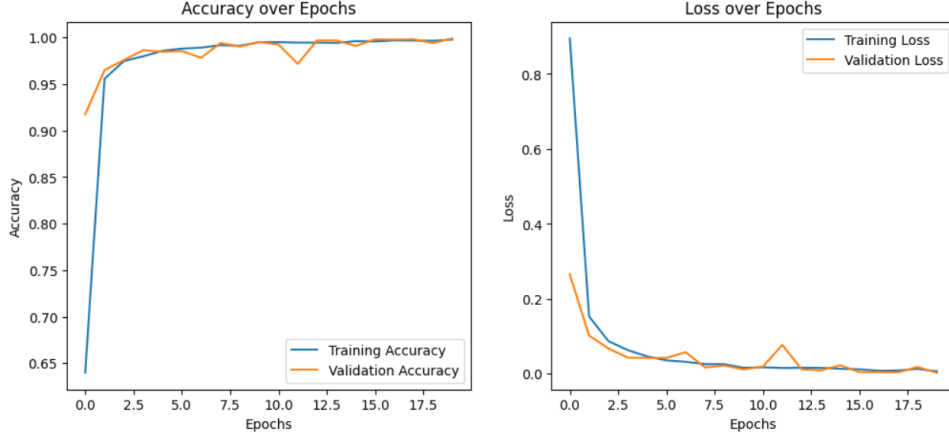 Accuracy over Epochs
1.00
0.95
0.90
0.85
0.80
0.75
0.70
0.65
Accuracy
Training Accuracy
Validation Accuracy
0.0 2.5 5.0 7.5 10.0 12.5 15.0 17.5
Epochs
Loss over Epochs
Training Loss
Validation Loss
0.8
0.6
0.4
0.2
0.0
Loss
0.0 2.5 5.0 7.5 10.0 12.5 15.0 17.5
Epochs